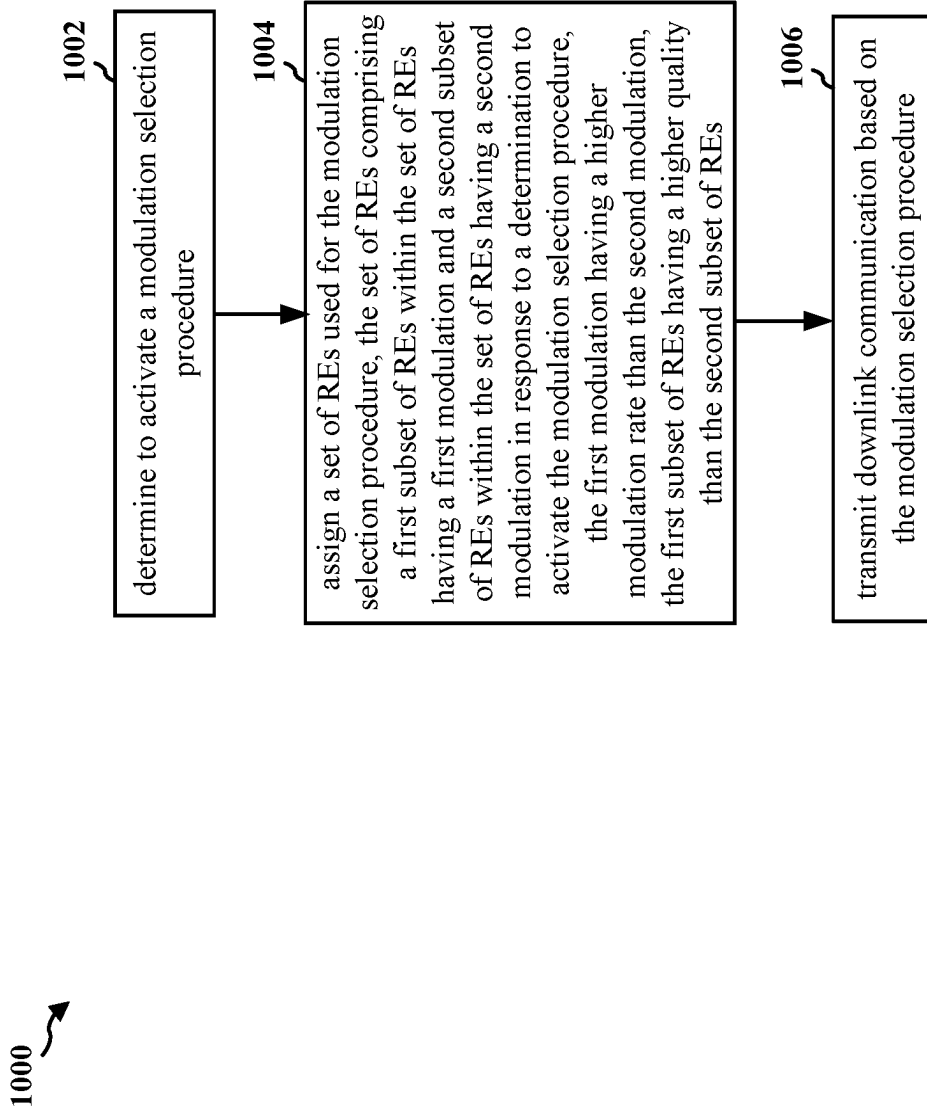 1000
1002
determine to activate a modulation selection
procedure
1004
assign a set of REs used for the modulation
selection procedure, the set of REs comprising
a first subset of REs within the set of REs
having a first modulation and a second subset
of REs within the set of REs having a second
modulation in response to a determination to
activate the modulation selection procedure,
the first modulation having a higher
modulation rate than the second modulation,
the first subset of REs having a higher quality
than the second subset of REs
1006
transmit downlink communication based on
the modulation selection procedure